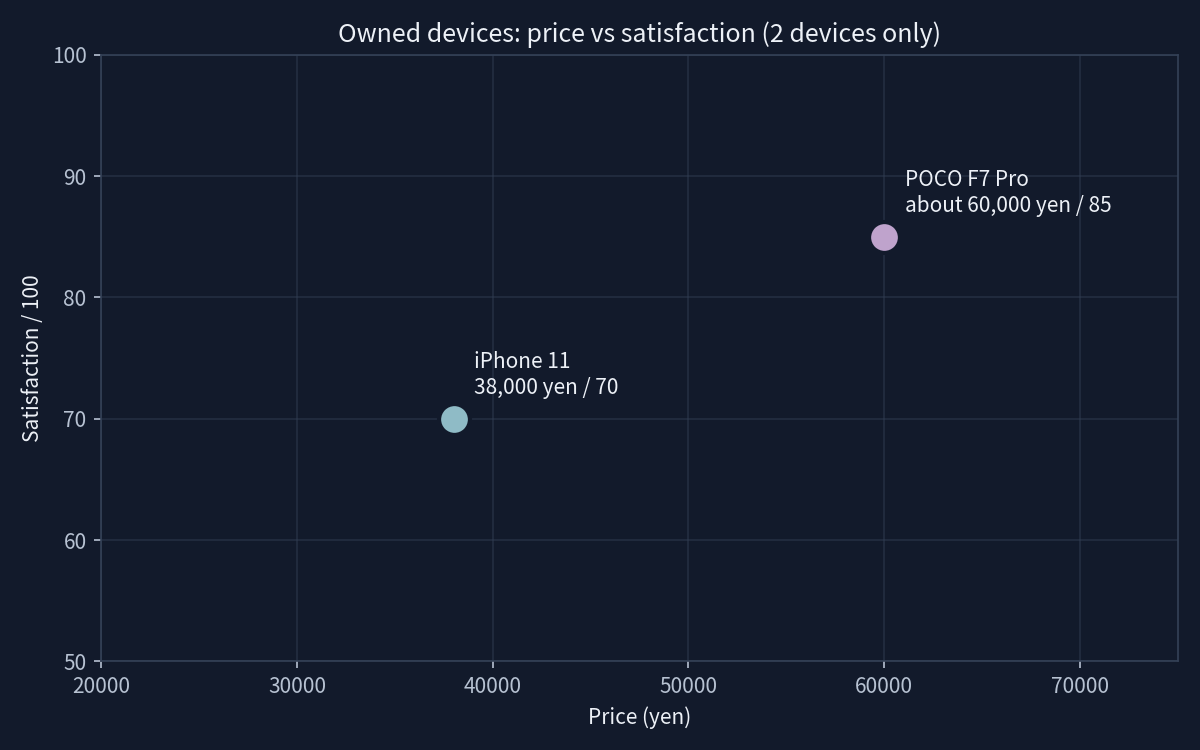 Owned devices: price vs satisfaction (2 devices only)
100
90
80
70
60
50
Satisfaction / 100
POCO F7 Pro
about 60,000 yen / 85
iPhone 11
38,000 yen / 70
20000
30000
40000
50000
60000
70000
Price (yen)